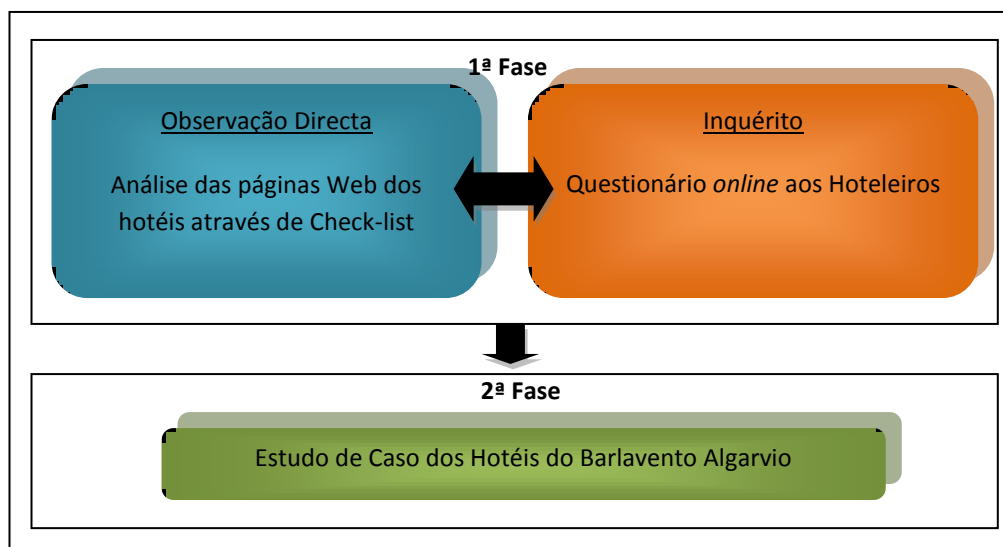 1ª Fase
Observação Directa
Análise das páginas Web dos
hotéis através de Check-list
Inquérito
Questionário online aos Hoteleiros
2ª Fase
Estudo de Caso dos Hotéis do Barlavento Algarvio